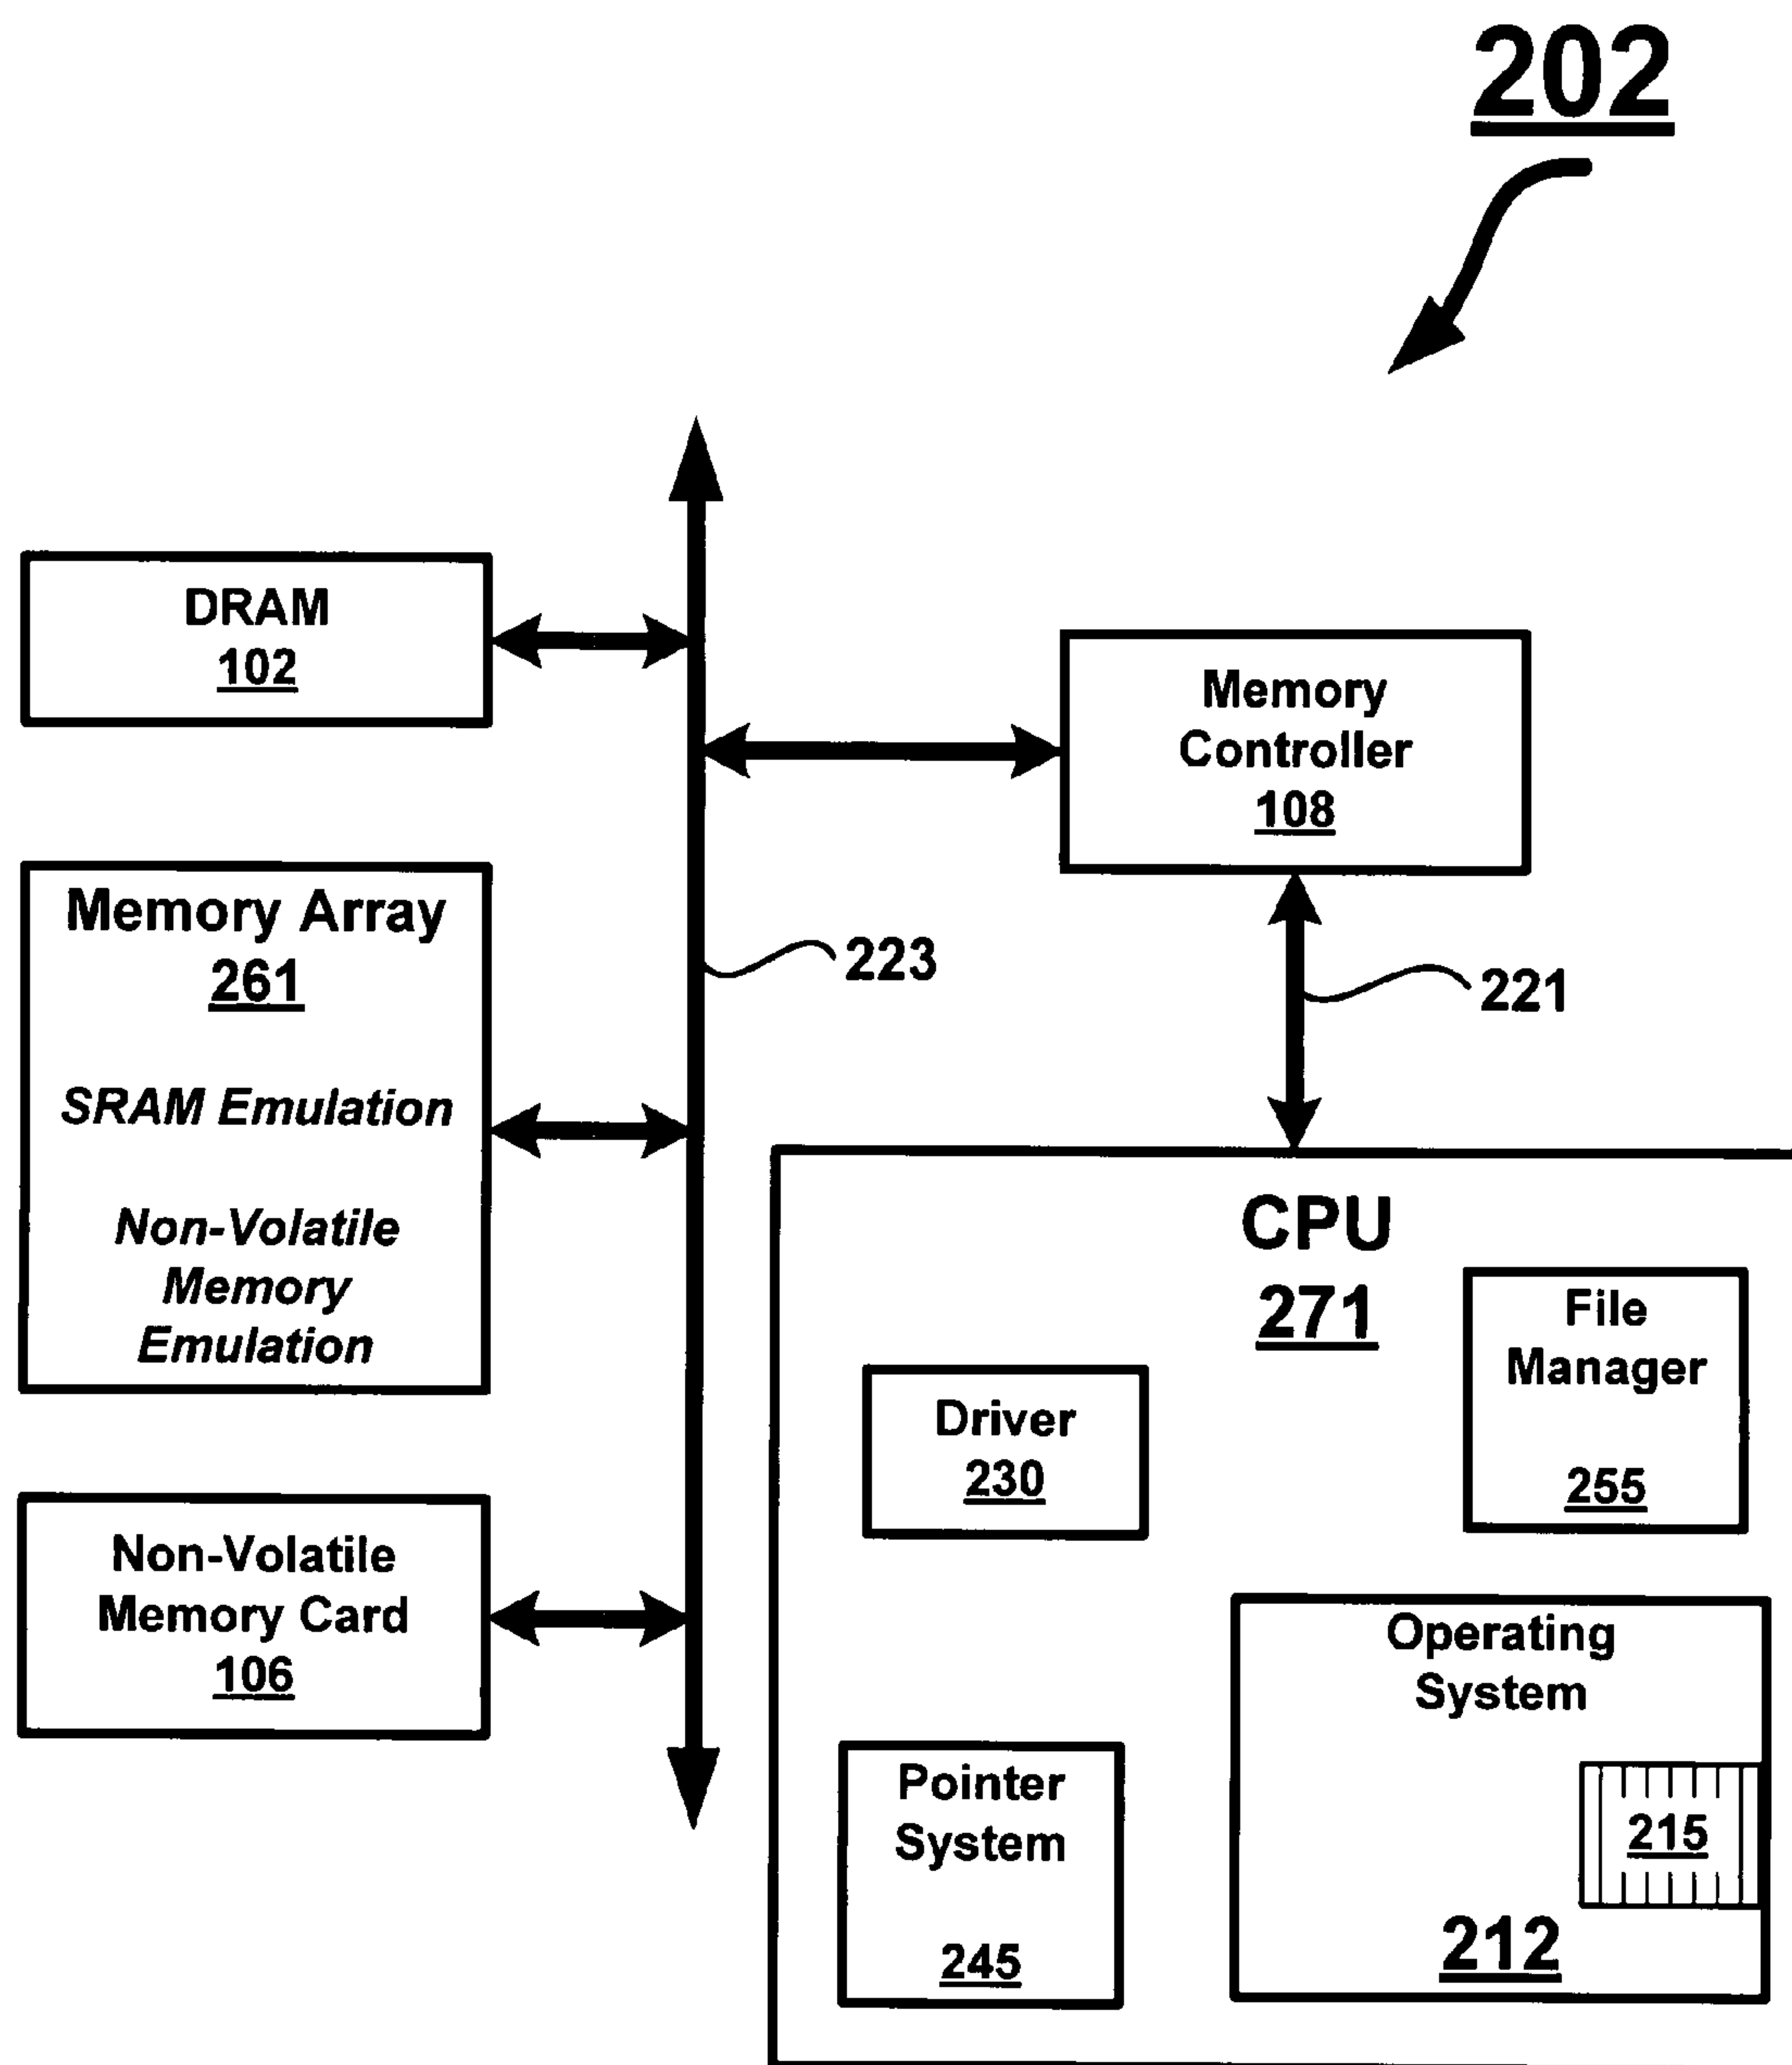 202
DRAM
102
Memory
Controller
108
Memory Array
261
SRAM Emulation
Non-Volatile
Memory
Emulation
223
221
Non-Volatile
Memory Card
106
CPU
271
File
Manager
255
Driver
230
Operating
System
215
212
Pointer
System
245